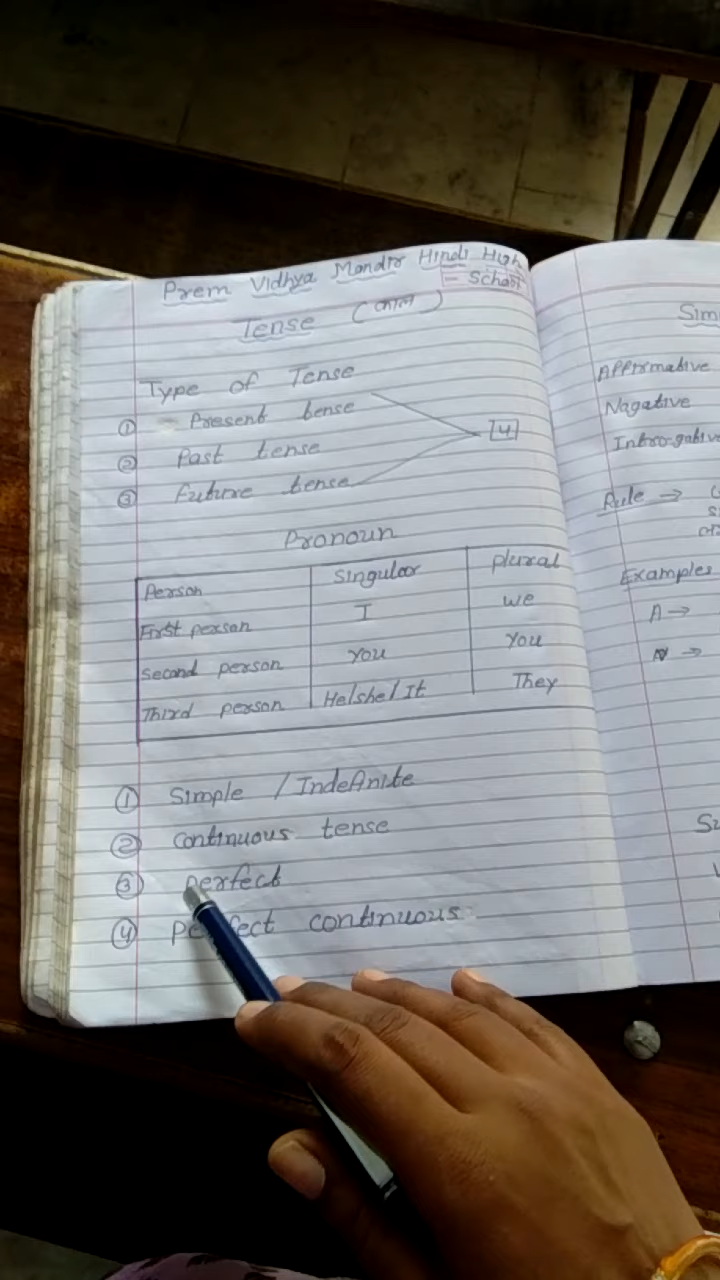 Prem Vidhya Mandir Hindi High
School
Tense (काल)
Type of Tense
① Present tense
② Past tense
③ Future tense
[4]
Pronoun
Person Singular plural
First person I we
Second person You You
Third person He/she/It They
① Simple / Indefinite
② Continuous tense
③ perfect
④ perfect continuous
Affirmative
Nagative
Rule →
Examples
A →
N →